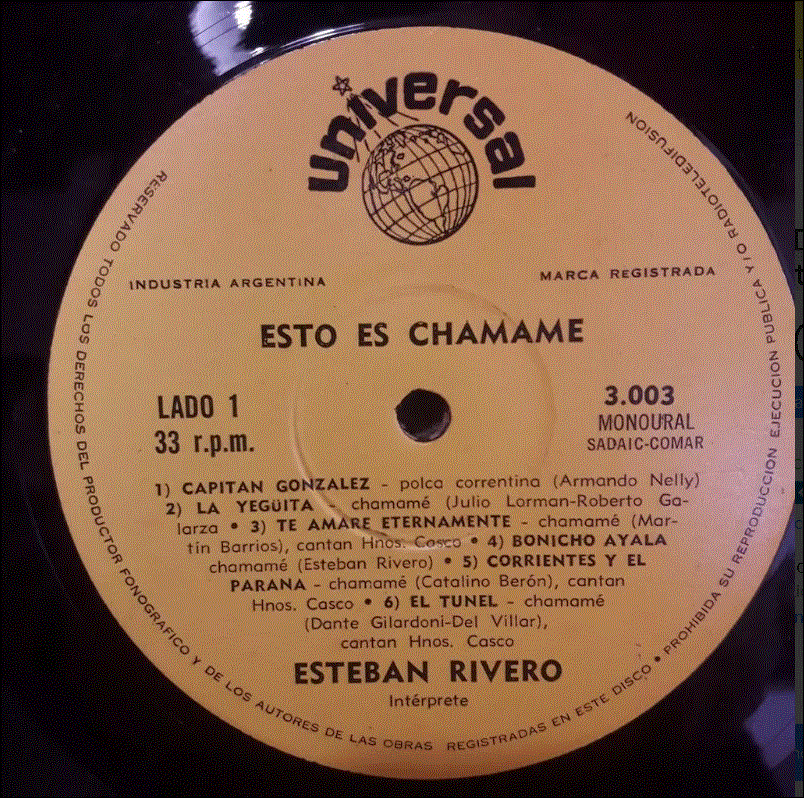 universal
INDUSTRIA ARGENTINA
MARCA REGISTRADA
ESTO ES CHAMAME
LADO 1
33 r.p.m.
3.003
MONOURAL
SADAIC-COMAR
1) CAPITAN GONZALEZ - polca correntina (Armando Nelly)
2) LA YEGUITA - chamamé (Julio Lorman-Roberto Ga-
larza • 3) TE AMARE ETERNAMENTE - chamamé (Mar-
tín Barrios), cantan Hnos. Casco • 4) BONICHO AYALA
chamamé (Esteban Rivero) • 5) CORRIENTES Y EL
PARANA - chamamé (Catalino Berón), cantan
Hnos. Casco • 6) EL TUNEL - chamamé
(Dante Gilardoni-Del Villar),
cantan Hnos. Casco
ESTEBAN RIVERO
Intérprete
RESERVADO TODOS LOS DERECHOS DEL PRODUCTOR FONOGRAFICO Y DE LOS AUTORES DE LAS OBRAS REGISTRADAS EN ESTE DISCO • PROHIBIDA SU REPRODUCCION EJECUCION PUBLICA Y/O RADIOTELEDIFUSION